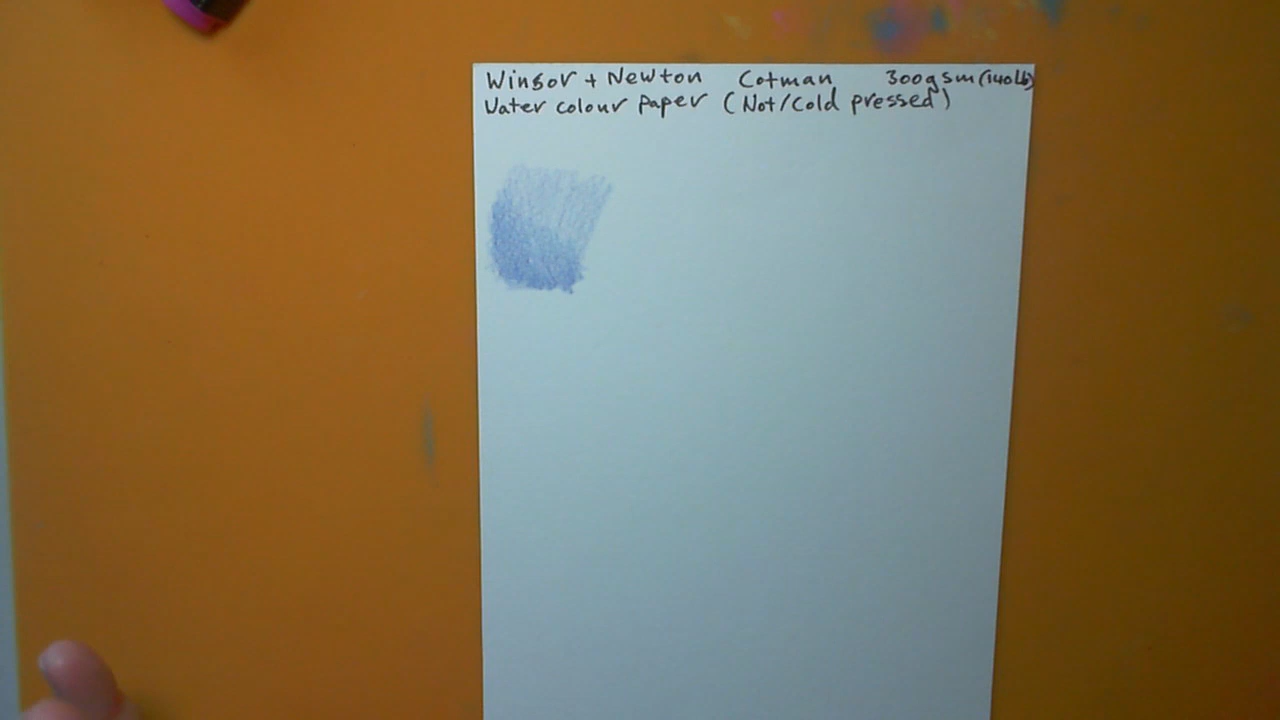 Winsor + Newton Cotman 300gsm (140lb)
Water colour paper (Not/Cold pressed)